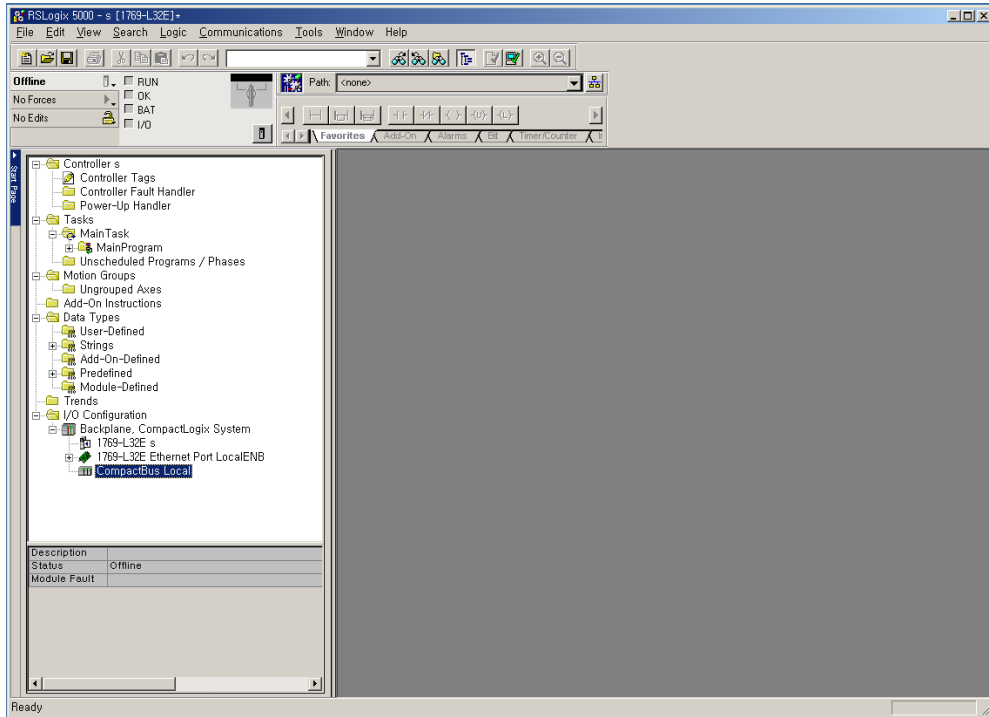 RSLogix 5000 - s [1769-L32E]*
File Edit View Search Logic Communications Tools Window Help
Offline
RUN
Path: <none>
No Forces
OK
No Edits
BAT
I/O
Favorites Add-On Alarms Bit Timer/Counter
Start Page
Controller s
Controller Tags
Controller Fault Handler
Power-Up Handler
Tasks
MainTask
MainProgram
Unscheduled Programs / Phases
Motion Groups
Ungrouped Axes
Add-On Instructions
Data Types
User-Defined
Strings
Add-On-Defined
Predefined
Module-Defined
Trends
I/O Configuration
Backplane, CompactLogix System
1769-L32E s
1769-L32E Ethernet Port LocalENB
CompactBus Local
Description
Status Offline
Module Fault
Ready